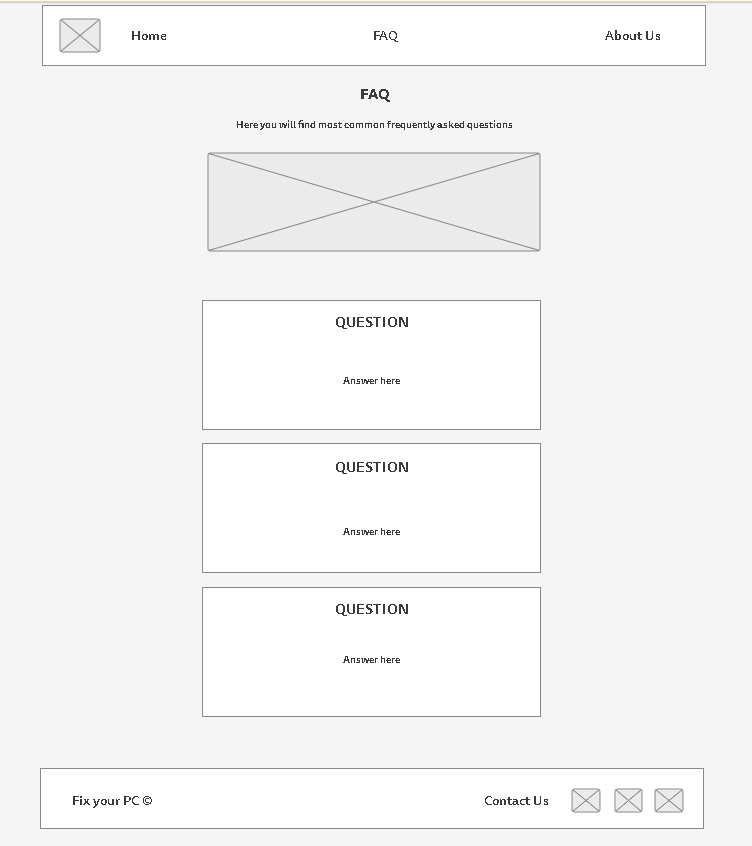 Home
FAQ
About Us
FAQ
Here you will find most common frequently asked questions
QUESTION
Answer here
QUESTION
Answer here
QUESTION
Answer here
Fix your PC ©
Contact Us